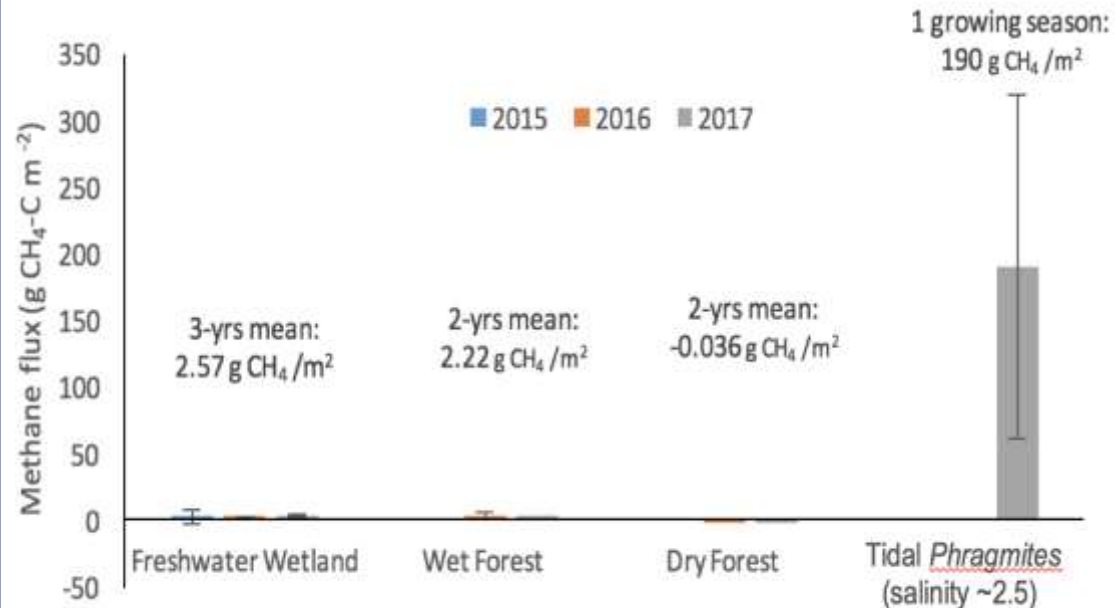 1 growing season:
190 g CH₄ /m²
350
300
250
200
150
100
50
0
-50
Methane flux (g CH₄-C m⁻²)
2015 2016 2017
3-yrs mean:
2.57 g CH₄ /m²
2-yrs mean:
2.22 g CH₄ /m²
2-yrs mean:
-0.036 g CH₄ /m²
Freshwater Wetland
Wet Forest
Dry Forest
Tidal Phragmites
(salinity ~2.5)